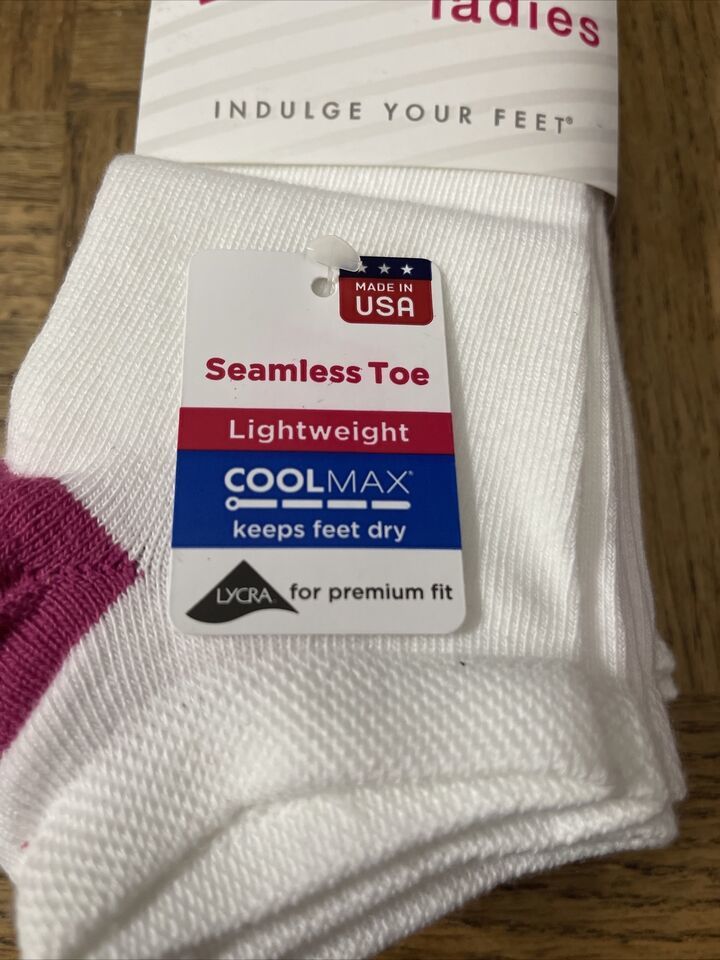 ladies
INDULGE YOUR FEET®
MADE IN
USA
Seamless Toe
Lightweight
COOLMAX®
keeps feet dry
LYCRA
for premium fit